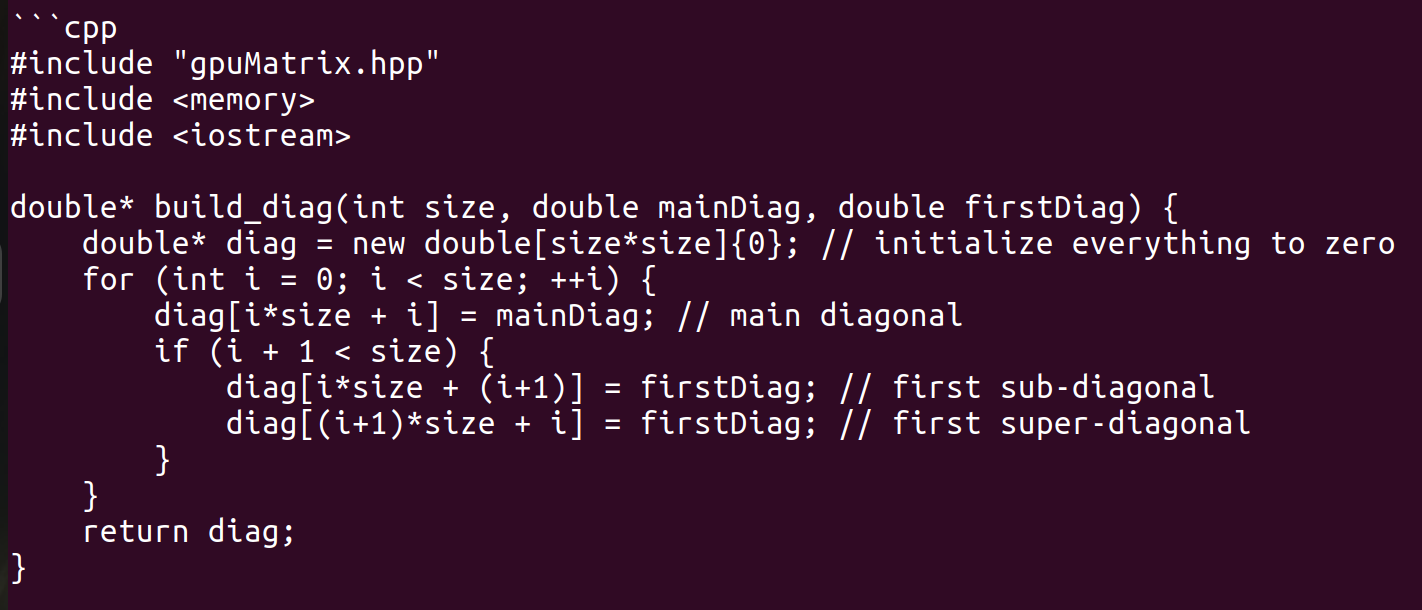 ```cpp
#include "gpuMatrix.hpp"
#include <memory>
#include <iostream>

double* build_diag(int size, double mainDiag, double firstDiag) {
    double* diag = new double[size*size]{0}; // initialize everything to zero
    for (int i = 0; i < size; ++i) {
        diag[i*size + i] = mainDiag; // main diagonal
        if (i + 1 < size) {
            diag[i*size + (i+1)] = firstDiag; // first sub-diagonal
            diag[(i+1)*size + i] = firstDiag; // first super-diagonal
        }
    }
    return diag;
}